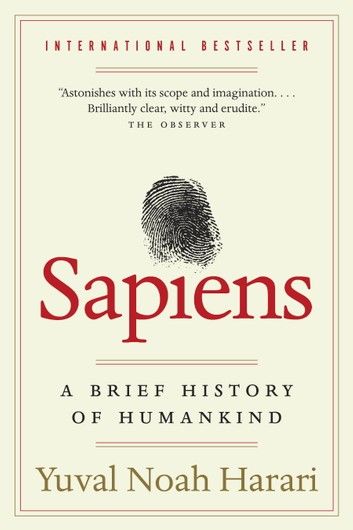 INTERNATIONAL BESTSELLER
“Astonishes with its scope and imagination. . . .
Brilliantly clear, witty and erudite.”
THE OBSERVER
Sapiens
A BRIEF HISTORY
OF HUMANKIND
Yuval Noah Harari